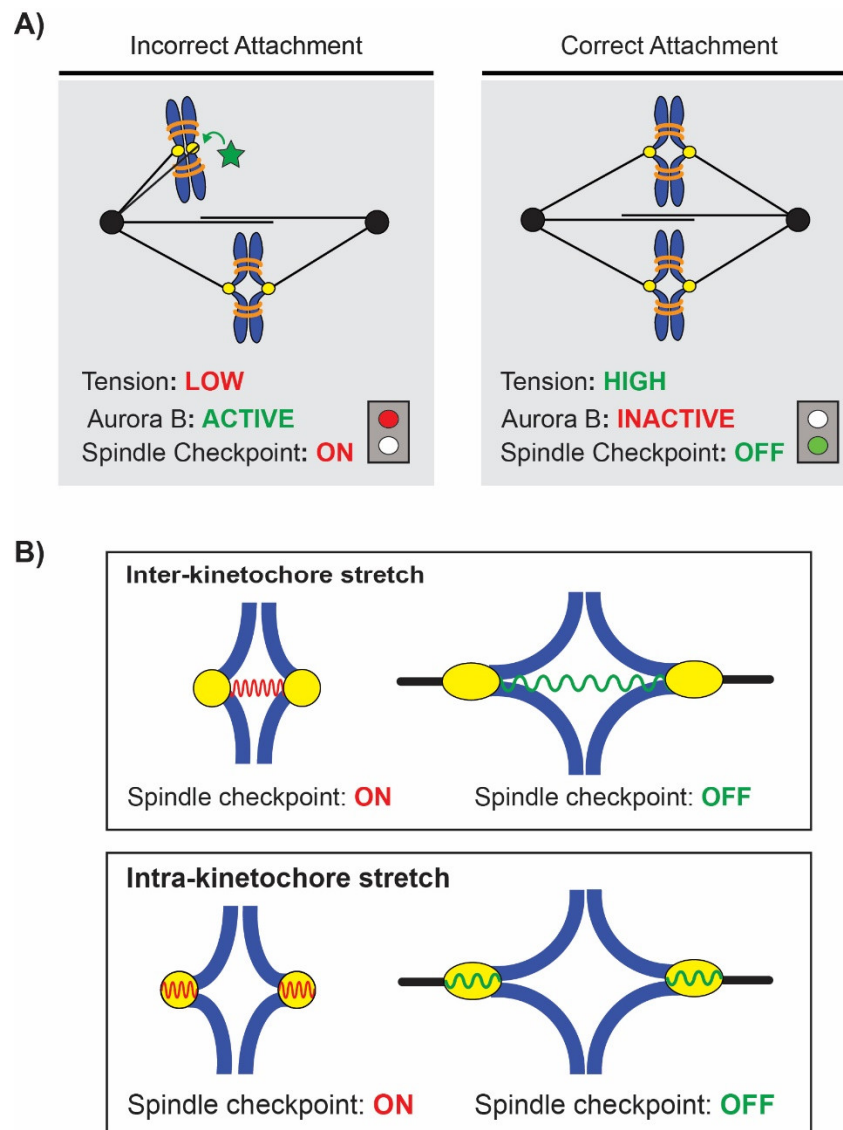 A)
Incorrect Attachment
Correct Attachment
Tension: LOW
Aurora B: ACTIVE
Spindle Checkpoint: ON
Tension: HIGH
Aurora B: INACTIVE
Spindle Checkpoint: OFF
B)
Inter-kinetochore stretch
Spindle checkpoint: ON
Spindle checkpoint: OFF
Intra-kinetochore stretch
Spindle checkpoint: ON
Spindle checkpoint: OFF